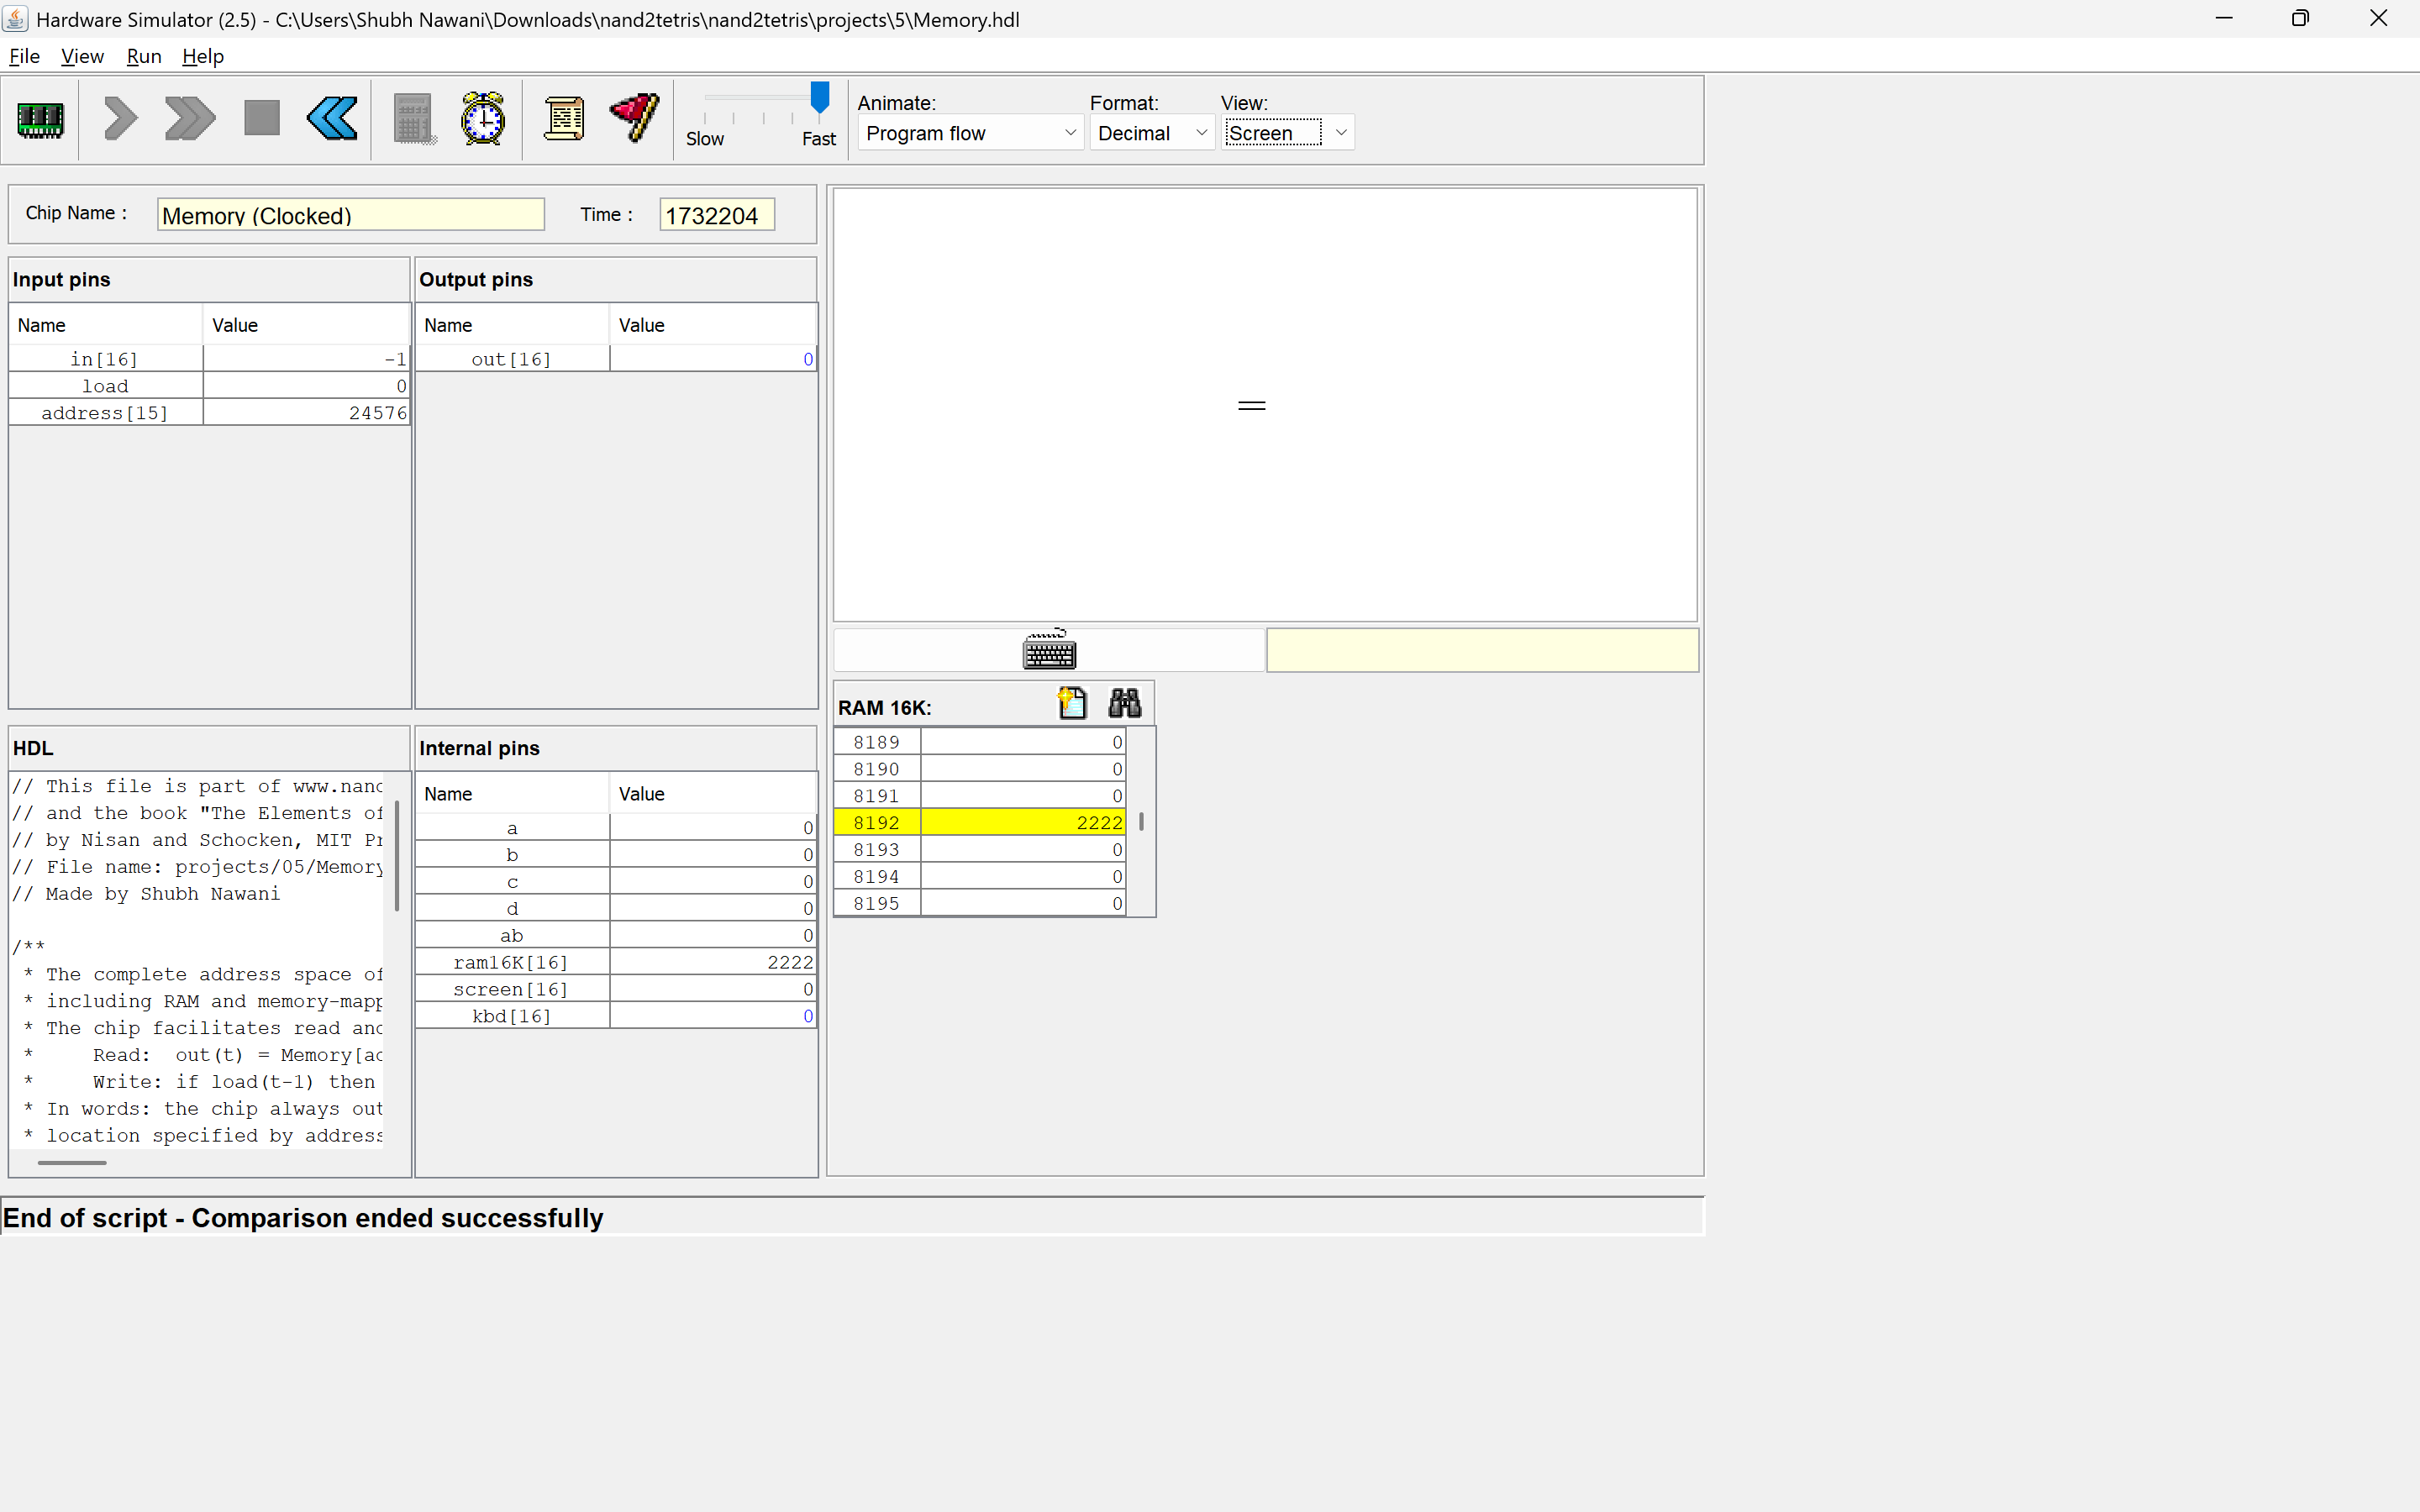 Hardware Simulator (2.5) - C:\Users\Shubh Nawani\Downloads\nand2tetris\nand2tetris\projects\5\Memory.hdl
File View Run Help
Slow Fast
Animate: Format: View:
Program flow Decimal Screen
Chip Name : Memory (Clocked) Time : 1732204
Input pins
Name Value
in[16] -1
load 0
address[15] 24576
Output pins
Name Value
out[16] 0
HDL
// This file is part of www.nand
// and the book "The Elements of
// by Nisan and Schocken, MIT Pr
// File name: projects/05/Memory
// Made by Shubh Nawani
/**
* The complete address space of
* including RAM and memory-mapp
* The chip facilitates read and
* Read: out(t) = Memory[ad
* Write: if load(t-1) then
* In words: the chip always out
* location specified by address
Internal pins
Name Value
a 0
b 0
c 0
d 0
ab 0
ram16K[16] 2222
screen[16] 0
kbd[16] 0
RAM 16K:
8189 0
8190 0
8191 0
8192 2222
8193 0
8194 0
8195 0
End of script - Comparison ended successfully